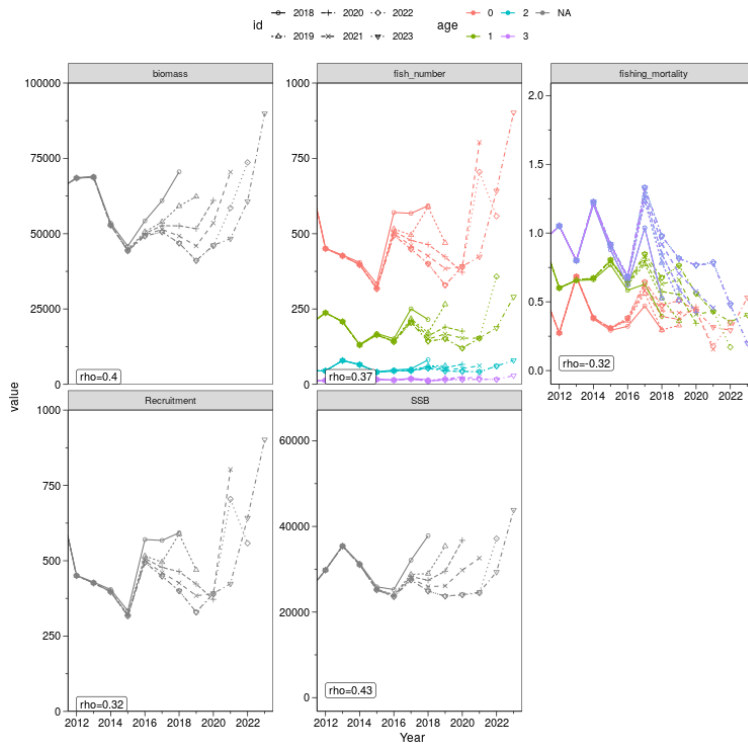 id
2018
2020
2022
2019
2021
2023
age
0
2
NA
1
3
biomass
fish_number
fishing_mortality
100000
75000
50000
25000
0
rho=0.4
1000
750
500
250
0
rho=0.37
2.0
1.5
1.0
0.5
0.0
rho=-0.32
2012 2014 2016 2018 2020 2022
value
Recruitment
SSB
1000
750
500
250
0
rho=0.32
60000
40000
20000
0
rho=0.43
2012 2014 2016 2018 2020 2022
2012 2014 2016 2018 2020 2022
Year